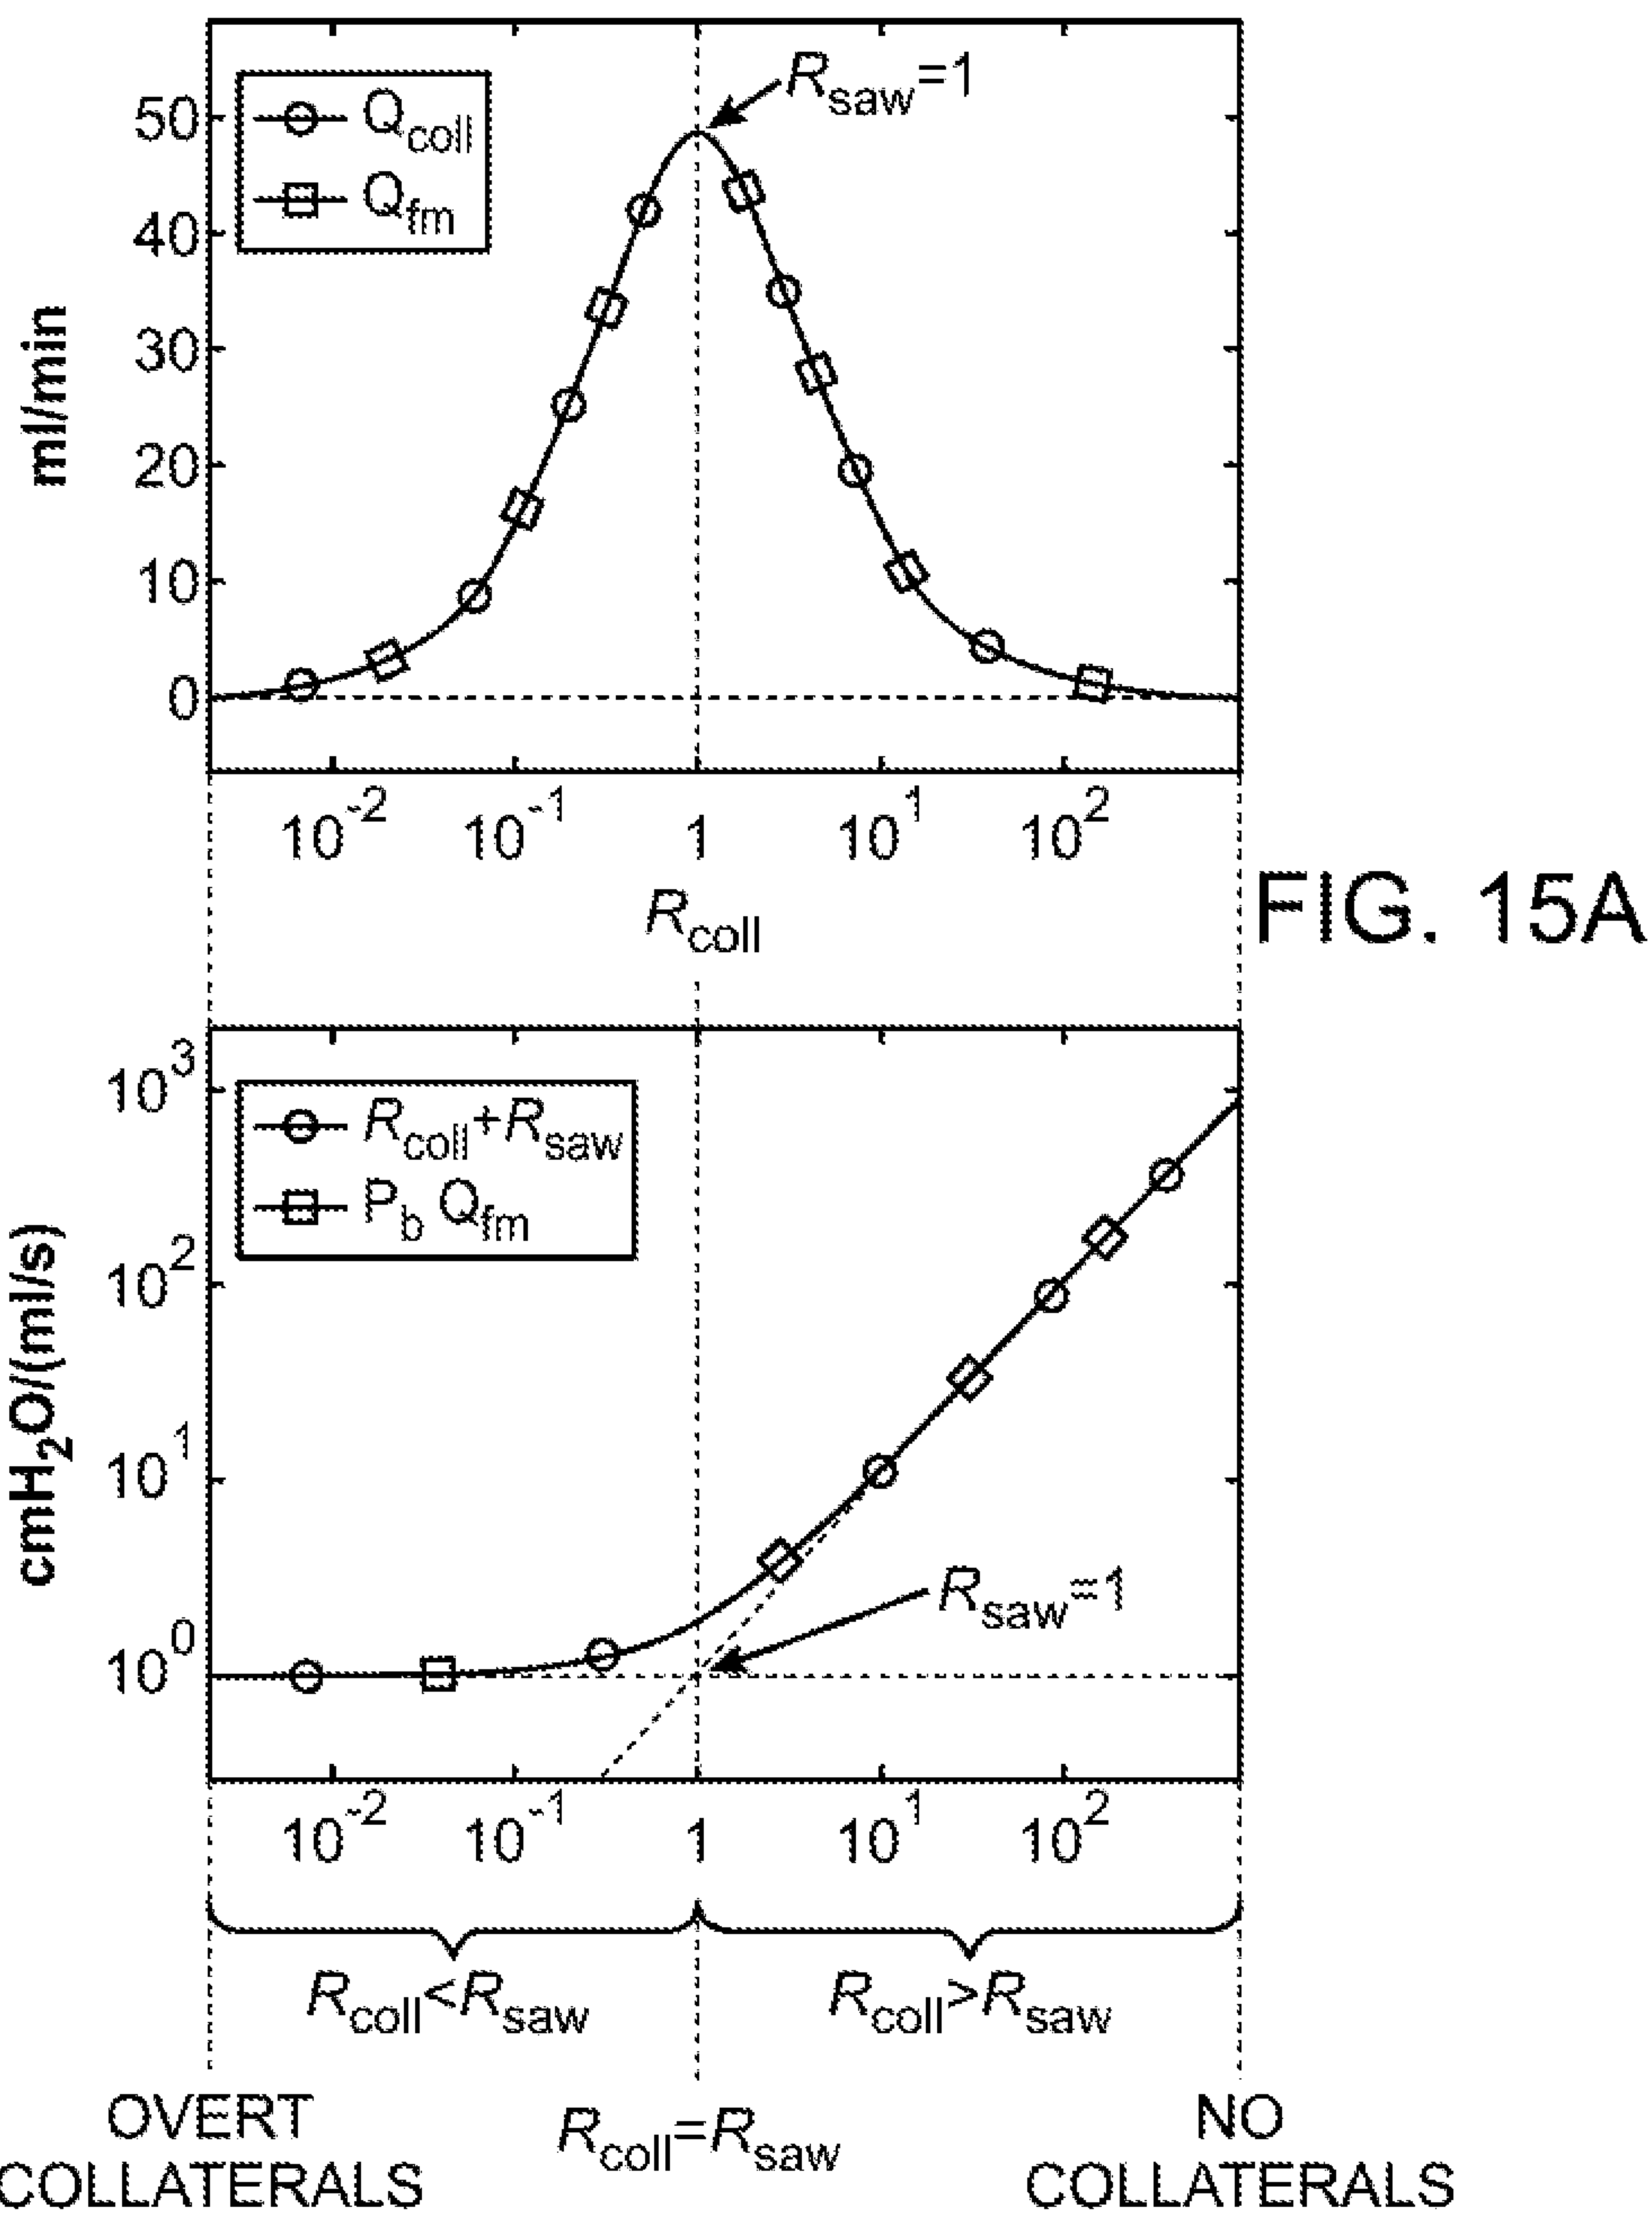 R_saw=1
Q_coll
Q_fm
50
40
30
20
10
0
ml/min
10^-2 10^-1 1 10^1 10^2
R_coll
FIG. 15A
R_coll+R_saw
P_b Q_fm
10^3
10^2
10^1
10^0
cmH_2O/(ml/s)
R_saw=1
10^-2 10^-1 1 10^1 10^2
R_coll<R_saw R_coll>R_saw
OVERT COLLATERALS
R_coll=R_saw
NO COLLATERALS